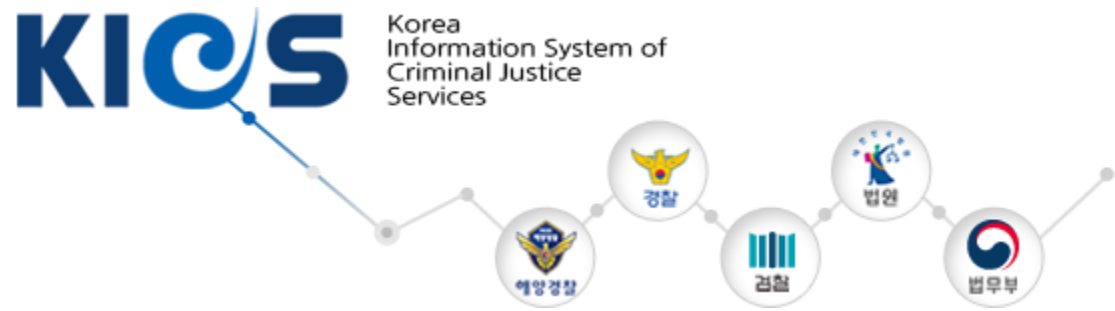 KICS
Korea
Information System of
Criminal Justice
Services
해양경찰
경찰
검찰
법원
법무부